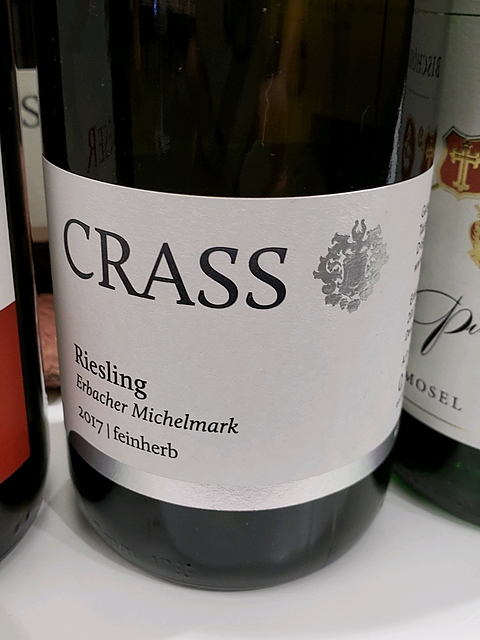 CRASS
Riesling
Erbacher Michelmark
2017 | feinherb
MOSEL